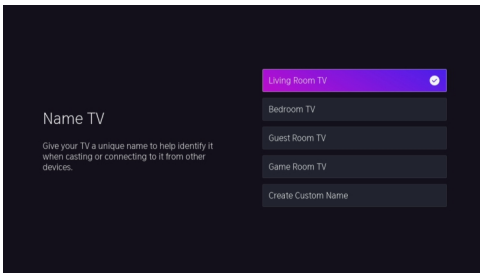 Living Room TV
Bedroom TV
Name TV
Guest Room TV
Give your TV a unique name to help identify it
when casting or connecting to it from other
devices.
Game Room TV
Create Custom Name